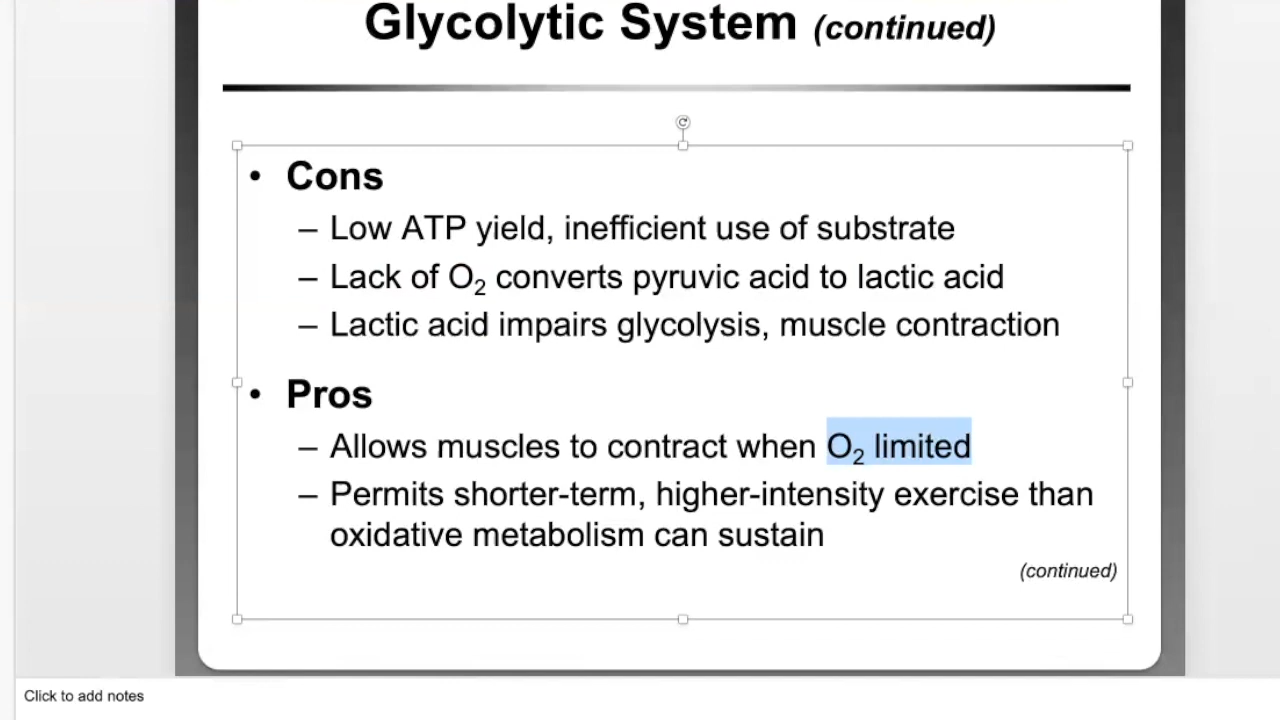 Glycolytic System (continued)
• Cons
– Low ATP yield, inefficient use of substrate
– Lack of O₂ converts pyruvic acid to lactic acid
– Lactic acid impairs glycolysis, muscle contraction
• Pros
– Allows muscles to contract when O₂ limited
– Permits shorter-term, higher-intensity exercise than
oxidative metabolism can sustain
(continued)
Click to add notes